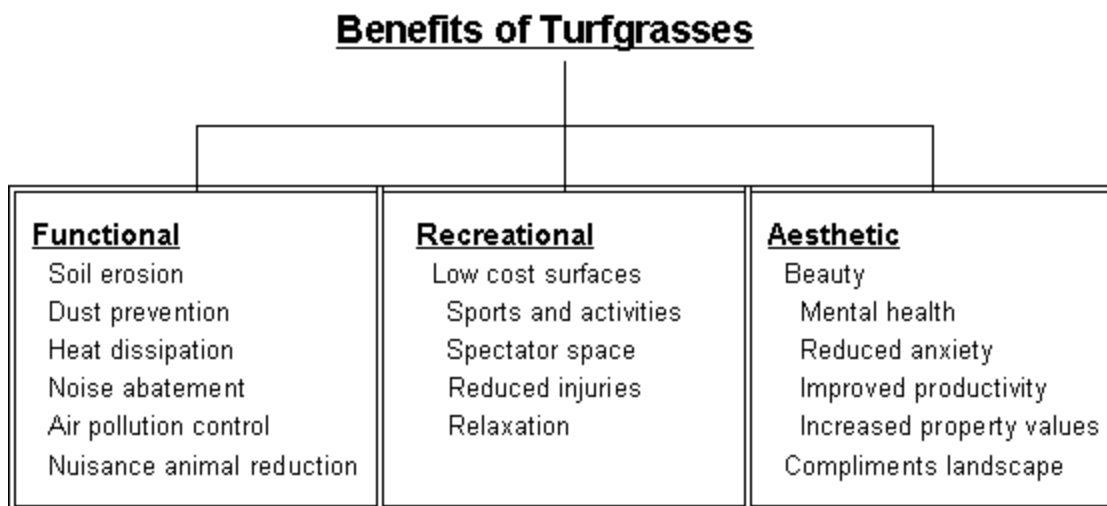 Benefits of Turfgrasses
Functional
Soil erosion
Dust prevention
Heat dissipation
Noise abatement
Air pollution control
Nuisance animal reduction
Recreational
Low cost surfaces
Sports and activities
Spectator space
Reduced injuries
Relaxation
Aesthetic
Beauty
Mental health
Reduced anxiety
Improved productivity
Increased property values
Compliments landscape